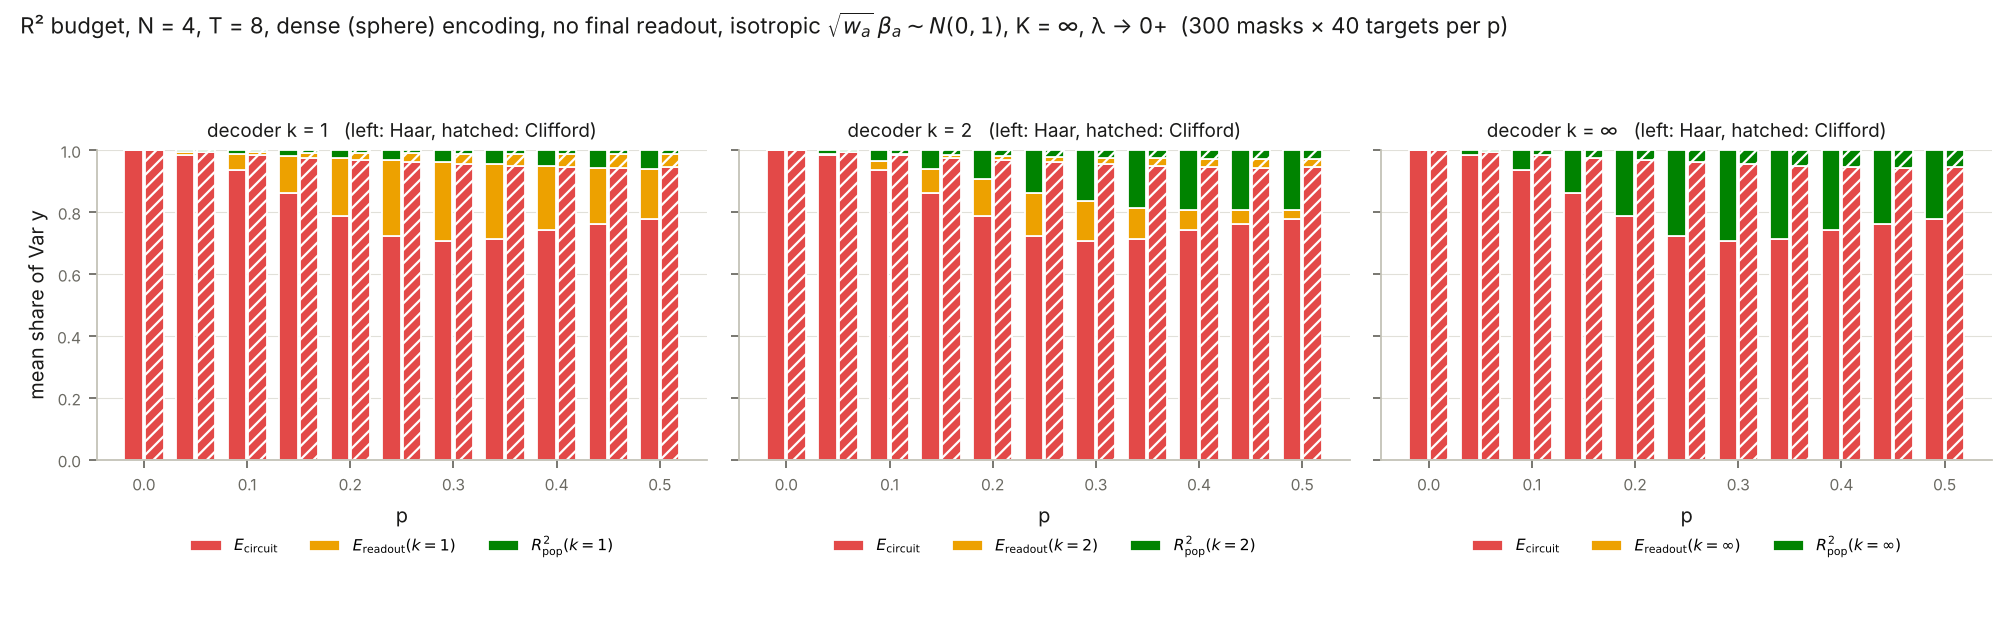 R² budget, N = 4, T = 8, dense (sphere) encoding, no final readout, isotropic √w_a β_a ~ N(0, 1), K = ∞, λ → 0+ (300 masks × 40 targets per p)
decoder k = 1 (left: Haar, hatched: Clifford)
mean share of Var y
1.0
0.8
0.6
0.4
0.2
0.0
0.0 0.1 0.2 0.3 0.4 0.5
p
E_circuit E_readout(k = 1) R²_pop(k = 1)
decoder k = 2 (left: Haar, hatched: Clifford)
0.0 0.1 0.2 0.3 0.4 0.5
p
E_circuit E_readout(k = 2) R²_pop(k = 2)
decoder k = ∞ (left: Haar, hatched: Clifford)
0.0 0.1 0.2 0.3 0.4 0.5
p
E_circuit E_readout(k = ∞) R²_pop(k = ∞)